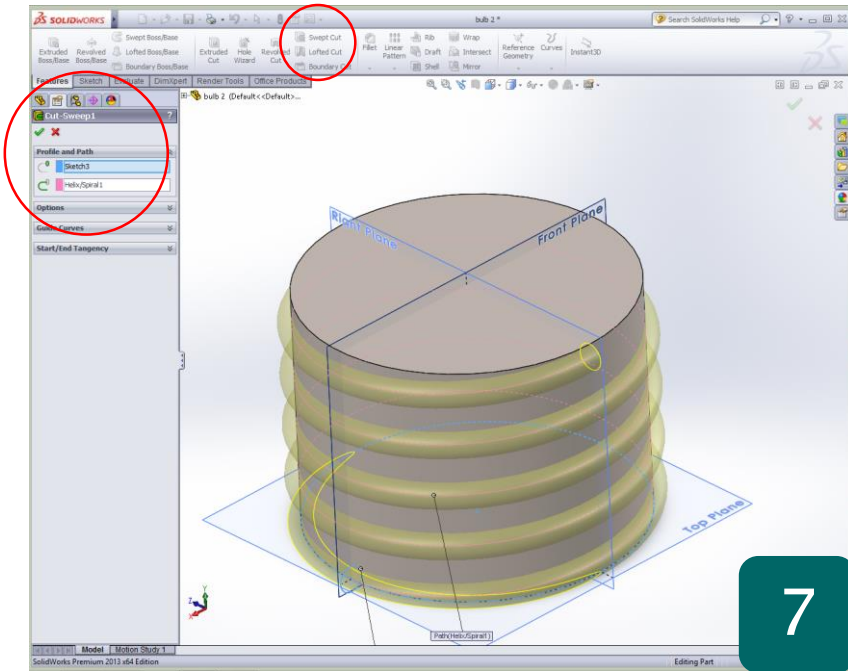 SOLIDWORKS
bulb 2 *
Search SolidWorks Help
Extruded Boss/Base
Revolved Boss/Base
Swept Boss/Base
Lofted Boss/Base
Boundary Boss/Base
Extruded Cut
Hole Wizard
Revolved Cut
Swept Cut
Lofted Cut
Boundary Cut
Fillet
Linear Pattern
Rib
Draft
Shell
Wrap
Intersect
Mirror
Reference Geometry
Curves
Instant3D
Features
Sketch
Evaluate
DimXpert
Render Tools
Office Products
bulb 2 (Default<<Default>...
Cut-Sweep1
?
Profile and Path
Sketch3
Helix/Spiral1
Options
Guide Curves
Start/End Tangency
Right Plane
Front Plane
Top Plane
Path(Helix/Spiral1)
Y
Z
X
7
Model
Motion Study 1
SolidWorks Premium 2013 x64 Edition
Editing Part